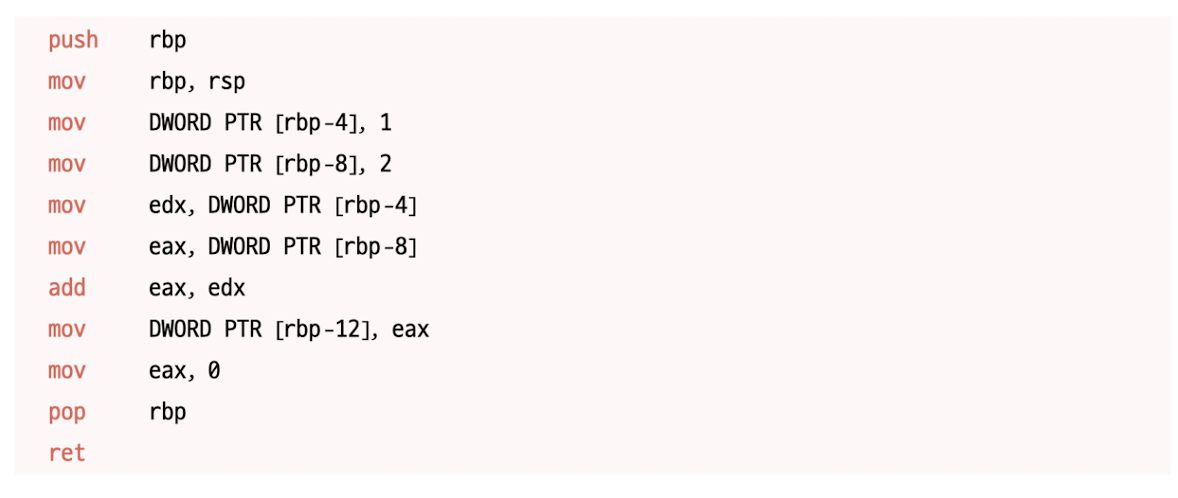 push rbp
mov rbp, rsp
mov DWORD PTR [rbp-4], 1
mov DWORD PTR [rbp-8], 2
mov edx, DWORD PTR [rbp-4]
mov eax, DWORD PTR [rbp-8]
add eax, edx
mov DWORD PTR [rbp-12], eax
mov eax, 0
pop rbp
ret